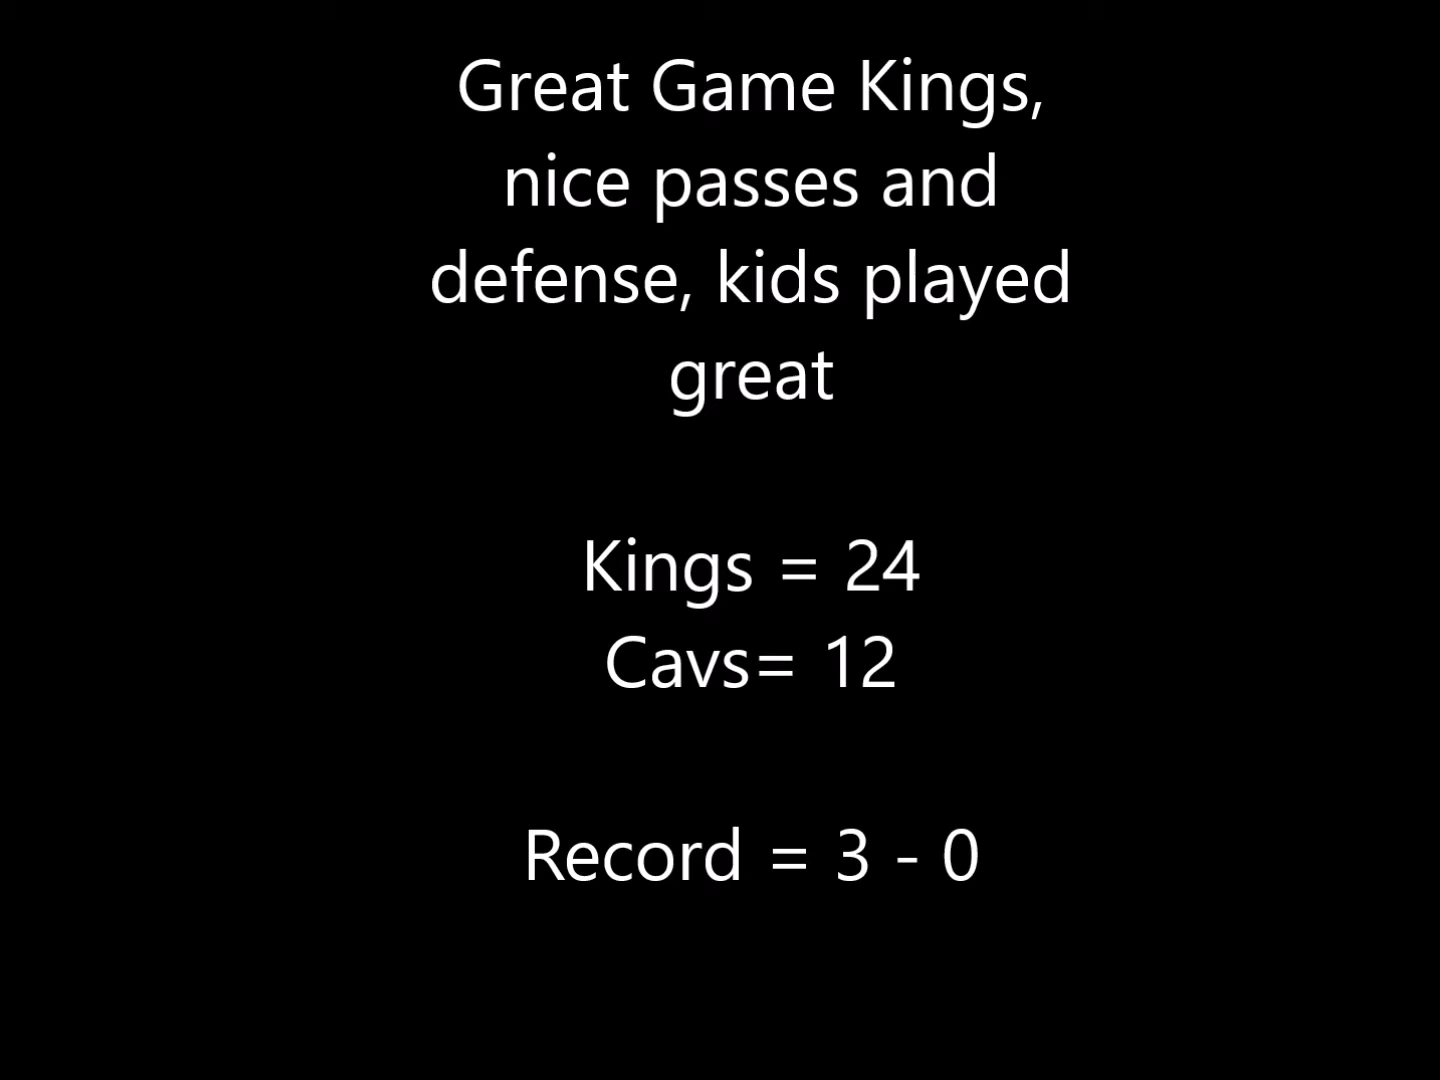 Great Game Kings,
nice passes and
defense, kids played
great
Kings = 24
Cavs= 12
Record = 3 - 0